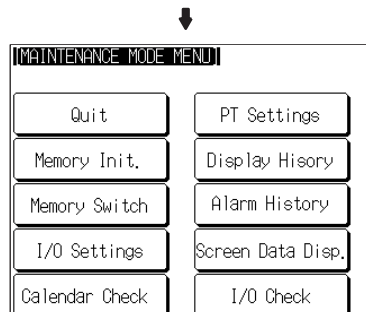 [MAINTENANCE MODE MENU]
Quit
PT Settings
Memory Init.
Display Hisory
Memory Switch
Alarm History
I/O Settings
Screen Data Disp.
Calendar Check
I/O Check